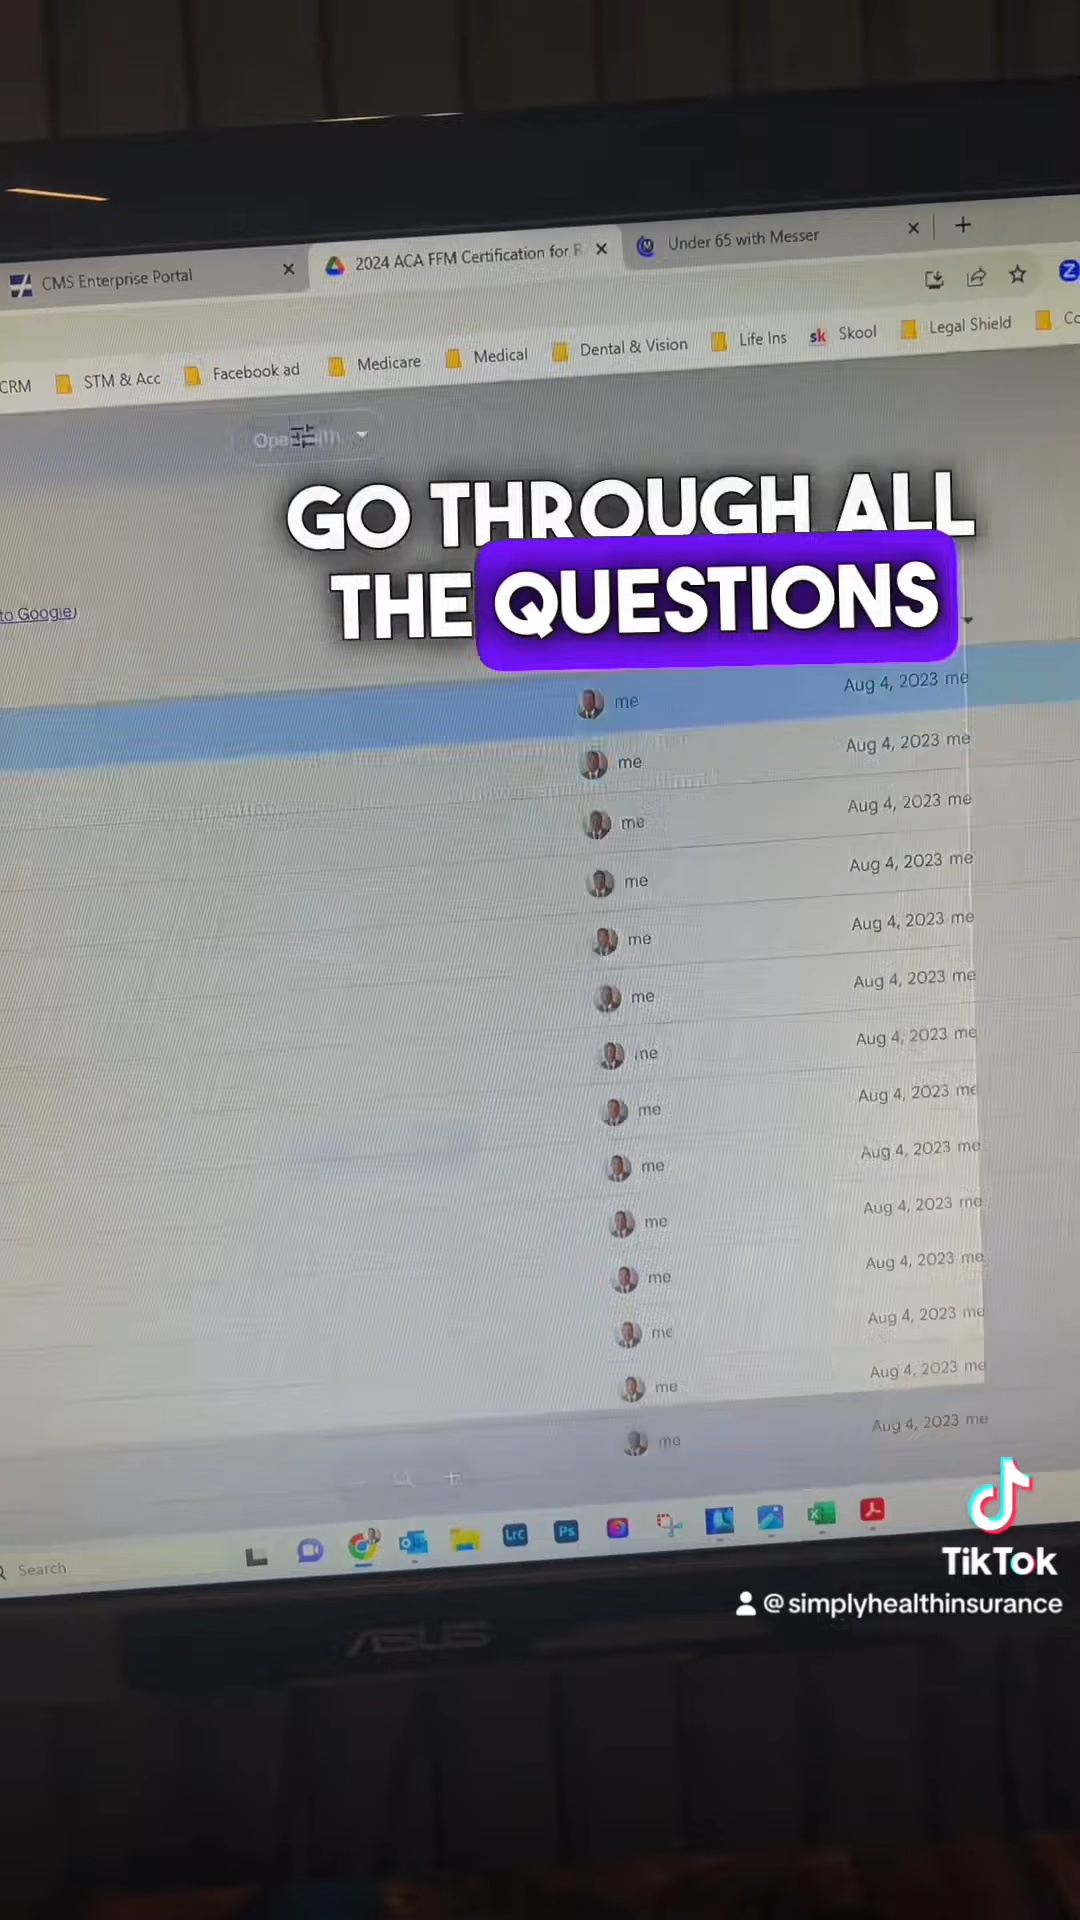 CMS Enterprise Portal
2024 ACA FFM Certification for R
Under 65 with Messer
CRM
STM & Acc
Facebook ad
Medicare
Medical
Dental & Vision
Life Ins
sk Skool
Legal Shield
Co
GO THROUGH ALL
THE QUESTIONS
to Google)
me Aug 4, 2023 me
me Aug 4, 2023 me
me Aug 4, 2023 me
me Aug 4, 2023 me
me Aug 4, 2023 me
me Aug 4, 2023 me
me Aug 4, 2023 me
me Aug 4, 2023 me
me Aug 4, 2023 me
me Aug 4, 2023 me
me Aug 4, 2023 me
me Aug 4, 2023 me
me Aug 4, 2023 me
me Aug 4, 2023 me
Search
Lrc
Ps
TikTok
@simplyhealthinsurance
ASUS